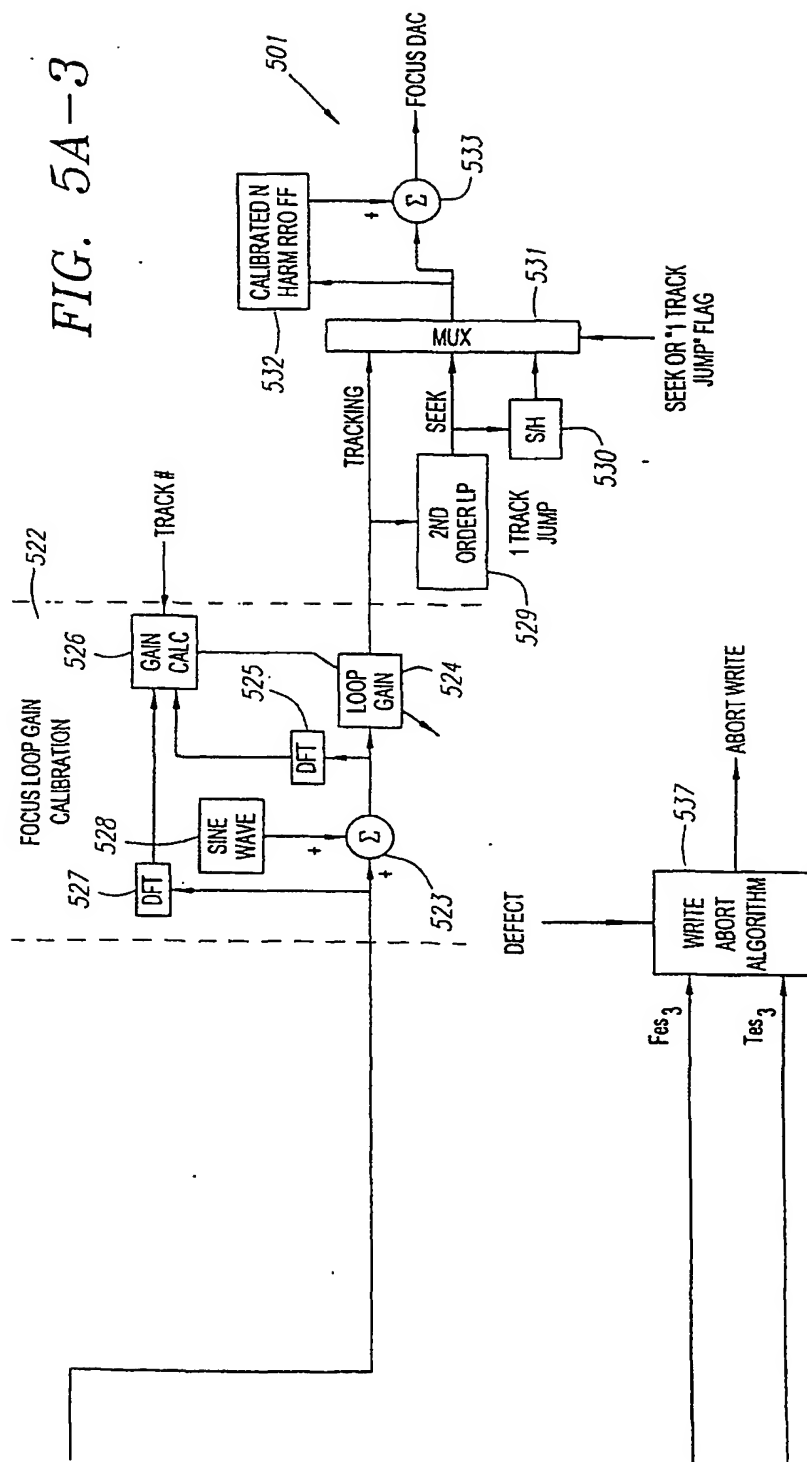 FIG. 5A-3
501
FOCUS DAC
533
Σ
+
CALIBRATED N
HARM RRO FF
532
531
MUX
SEEK OR "1 TRACK
JUMP" FLAG
TRACKING
SEEK
S/H
530
2ND
ORDER LP
529
1 TRACK
JUMP
TRACK #
522
FOCUS LOOP GAIN
CALIBRATION
526
GAIN
CALC
525
DFT
LOOP
GAIN
524
527
DFT
528
SINE
WAVE
+
Σ
+
523
DEFECT
537
WRITE
ABORT
ALGORITHM
ABORT WRITE
Fes3
Tes3